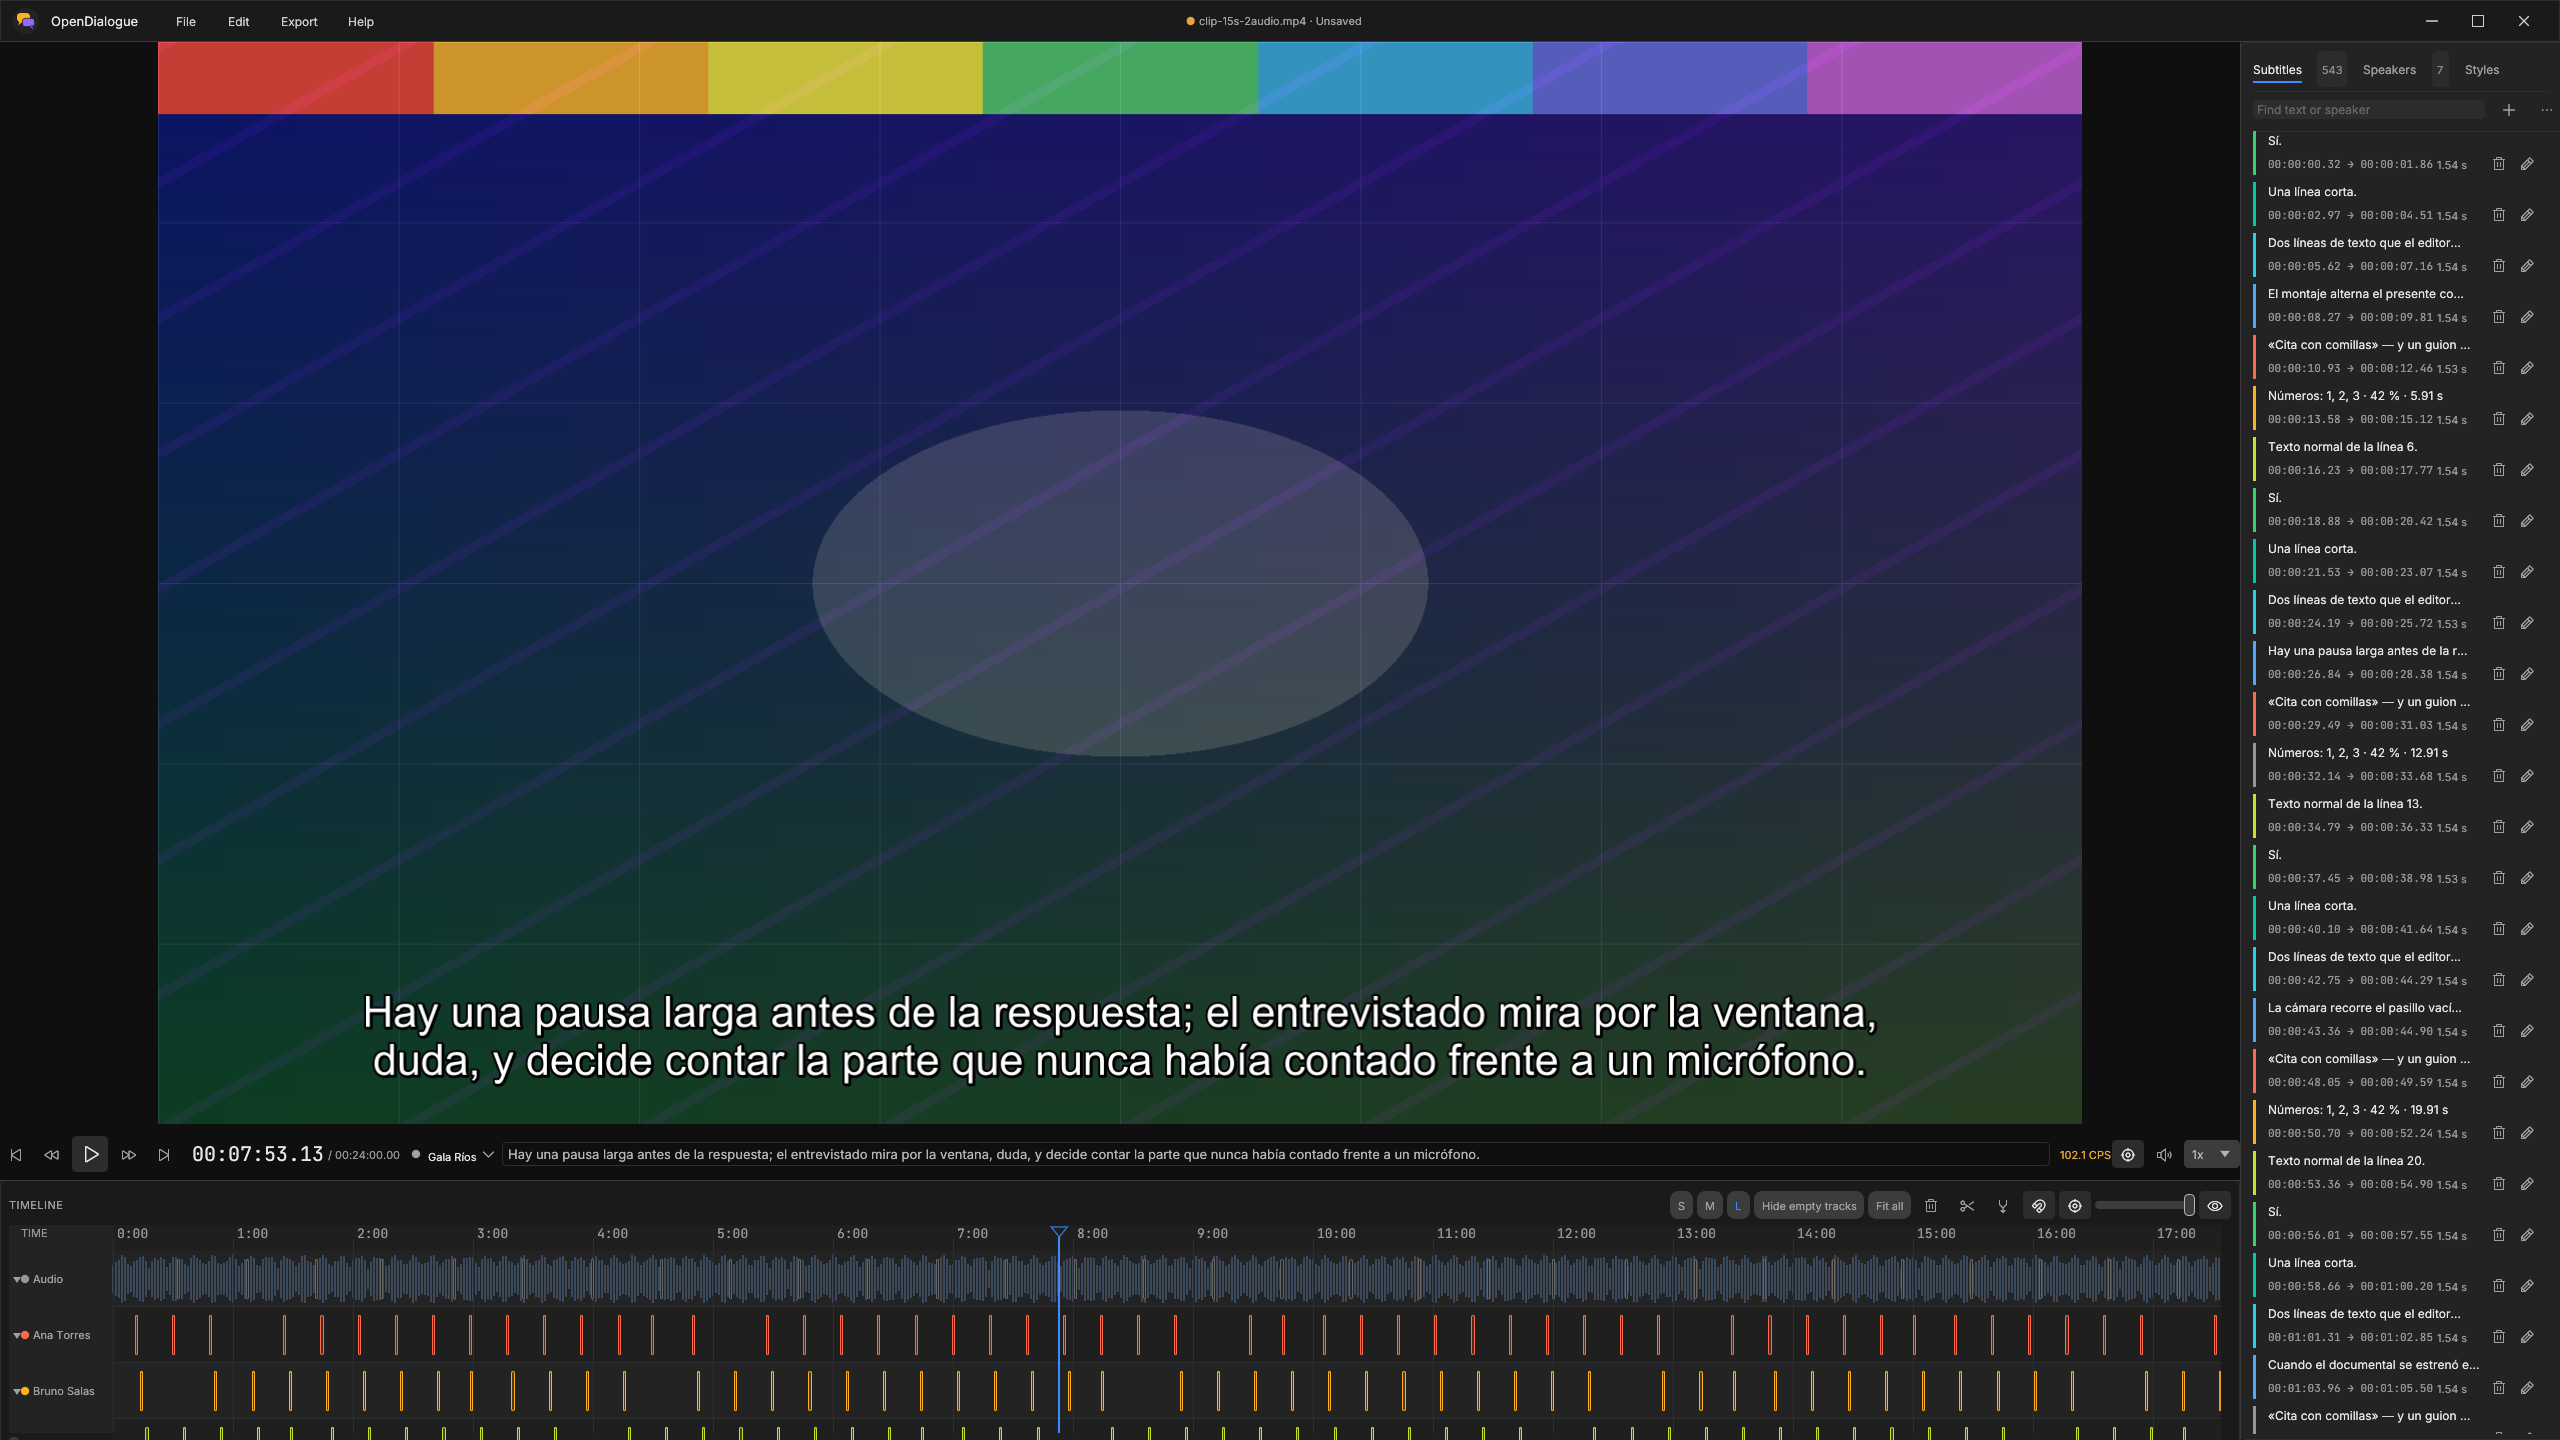 OpenDialogue File Edit Export Help
clip-15s-2audio.mp4 · Unsaved
Hay una pausa larga antes de la respuesta; el entrevistado mira por la ventana,
duda, y decide contar la parte que nunca había contado frente a un micrófono.
00:07:53.13 / 00:24:00.00 Gala Ríos Hay una pausa larga antes de la respuesta; el entrevistado mira por la ventana, duda, y decide contar la parte que nunca había contado frente a un micrófono. 102.1 CPS 1x
TIMELINE S M L Hide empty tracks Fit all
TIME 0:00 1:00 2:00 3:00 4:00 5:00 6:00 7:00 8:00 9:00 10:00 11:00 12:00 13:00 14:00 15:00 16:00 17:00
Audio
Ana Torres
Bruno Salas
Subtitles 543 Speakers 7 Styles
Find text or speaker
Sí.
00:00:00.32 → 00:00:01.86 1.54 s
Una línea corta.
00:00:02.97 → 00:00:04.51 1.54 s
Dos líneas de texto que el editor...
00:00:05.62 → 00:00:07.16 1.54 s
El montaje alterna el presente co...
00:00:08.27 → 00:00:09.81 1.54 s
«Cita con comillas» — y un guion ...
00:00:10.93 → 00:00:12.46 1.53 s
Números: 1, 2, 3 · 42 % · 5.91 s
00:00:13.58 → 00:00:15.12 1.54 s
Texto normal de la línea 6.
00:00:16.23 → 00:00:17.77 1.54 s
Sí.
00:00:18.88 → 00:00:20.42 1.54 s
Una línea corta.
00:00:21.53 → 00:00:23.07 1.54 s
Dos líneas de texto que el editor...
00:00:24.19 → 00:00:25.72 1.53 s
Hay una pausa larga antes de la r...
00:00:26.84 → 00:00:28.38 1.54 s
«Cita con comillas» — y un guion ...
00:00:29.49 → 00:00:31.03 1.54 s
Números: 1, 2, 3 · 42 % · 12.91 s
00:00:32.14 → 00:00:33.68 1.54 s
Texto normal de la línea 13.
00:00:34.79 → 00:00:36.33 1.54 s
Sí.
00:00:37.45 → 00:00:38.98 1.53 s
Una línea corta.
00:00:40.10 → 00:00:41.64 1.54 s
Dos líneas de texto que el editor...
00:00:42.75 → 00:00:44.29 1.54 s
La cámara recorre el pasillo vací...
00:00:43.36 → 00:00:44.90 1.54 s
«Cita con comillas» — y un guion ...
00:00:48.05 → 00:00:49.59 1.54 s
Números: 1, 2, 3 · 42 % · 19.91 s
00:00:50.70 → 00:00:52.24 1.54 s
Texto normal de la línea 20.
00:00:53.36 → 00:00:54.90 1.54 s
Sí.
00:00:56.01 → 00:00:57.55 1.54 s
Una línea corta.
00:00:58.66 → 00:01:00.20 1.54 s
Dos líneas de texto que el editor...
00:01:01.31 → 00:01:02.85 1.54 s
Cuando el documental se estrenó e...
00:01:03.96 → 00:01:05.50 1.54 s
«Cita con comillas» — y un guion ...